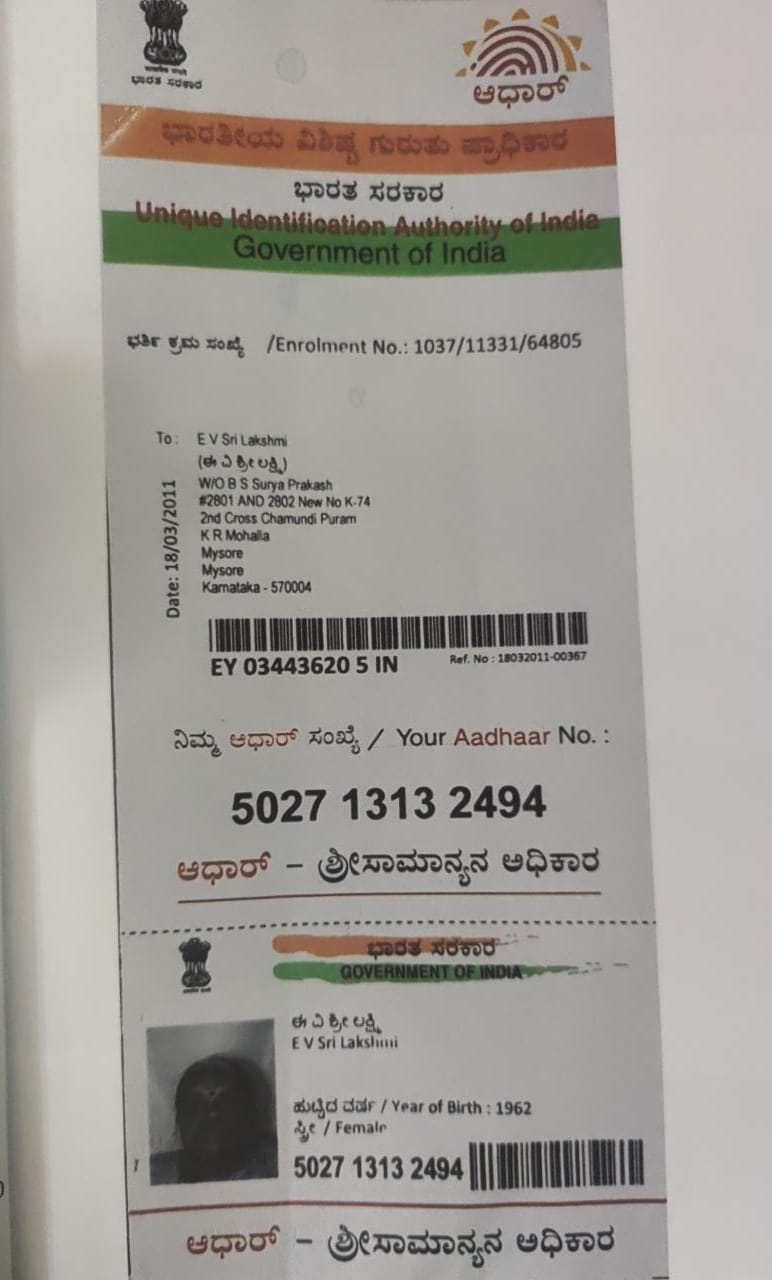 ಭಾರತ ಸರಕಾರ
ಆಧಾರ್
ಭಾರತೀಯ ವಿಶಿಷ್ಟ ಗುರುತು ಪ್ರಾಧಿಕಾರ
ಭಾರತ ಸರಕಾರ
Unique Identification Authority of India
Government of India
ಭರ್ತಿ ಕ್ರಮ ಸಂಖ್ಯೆ /Enrolment No.: 1037/11331/64805
To: E V Sri Lakshmi
(ಈ ವಿ ಶ್ರೀ ಲಕ್ಷ್ಮಿ)
W/O B S Surya Prakash
#2801 AND 2802 New No K-74
2nd Cross Chamundi Puram
K R Mohalla
Mysore
Mysore
Karnataka - 570004
Date: 18/03/2011
EY 03443620 5 IN
Ref. No : 18032011-00367
ನಿಮ್ಮ ಆಧಾರ್ ಸಂಖ್ಯೆ / Your Aadhaar No. :
5027 1313 2494
ಆಧಾರ್ – ಶ್ರೀಸಾಮಾನ್ಯನ ಅಧಿಕಾರ
ಭಾರತ ಸರಕಾರ
GOVERNMENT OF INDIA
ಈ ವಿ ಶ್ರೀ ಲಕ್ಷ್ಮಿ
E V Sri Lakshmi
ಹುಟ್ಟಿದ ವರ್ಷ / Year of Birth : 1962
ಸ್ತ್ರೀ / Female
5027 1313 2494
ಆಧಾರ್ – ಶ್ರೀಸಾಮಾನ್ಯನ ಅಧಿಕಾರ